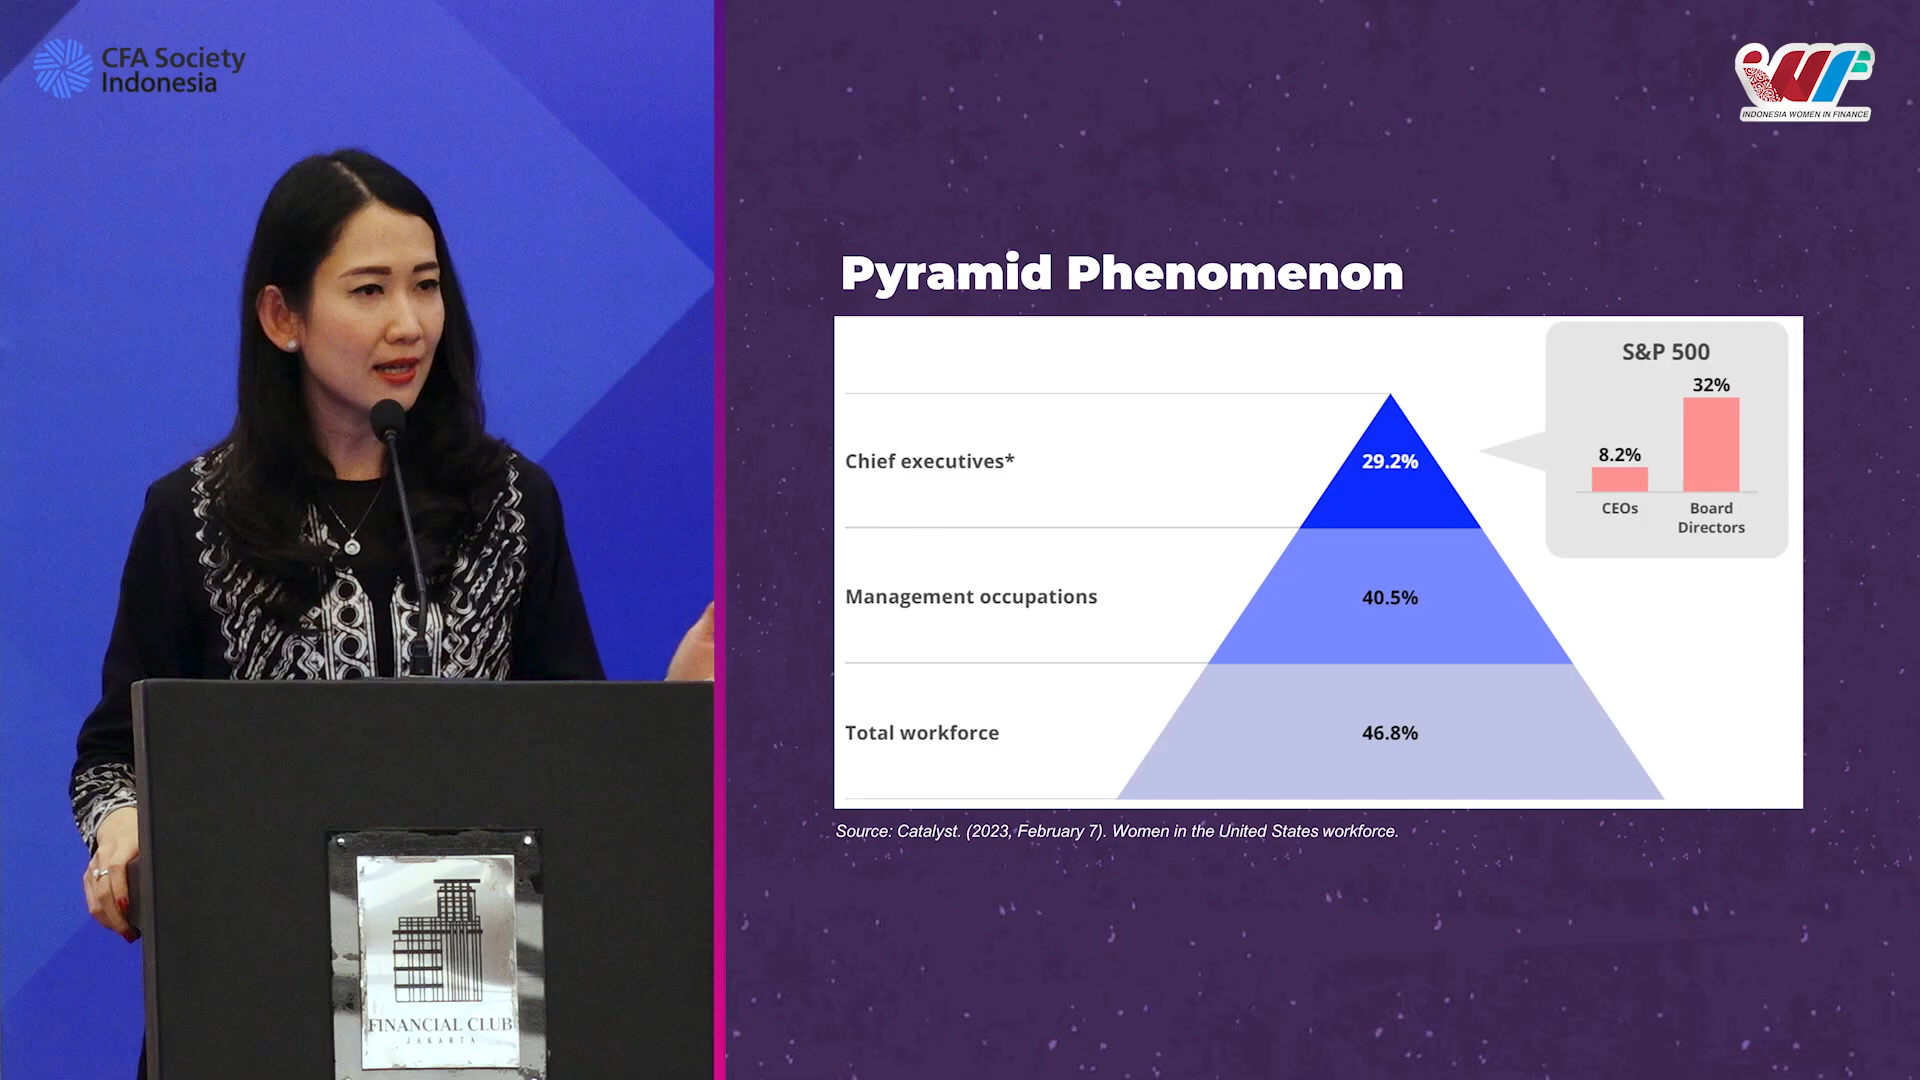 CFA Society
Indonesia
INDONESIA WOMEN IN FINANCE
Pyramid Phenomenon
S&P 500
32%
8.2%
CEOs
Board
Directors
Chief executives*
29.2%
Management occupations
40.5%
Total workforce
46.8%
Source: Catalyst. (2023, February 7). Women in the United States workforce.
FINANCIAL CLUB
JAKARTA